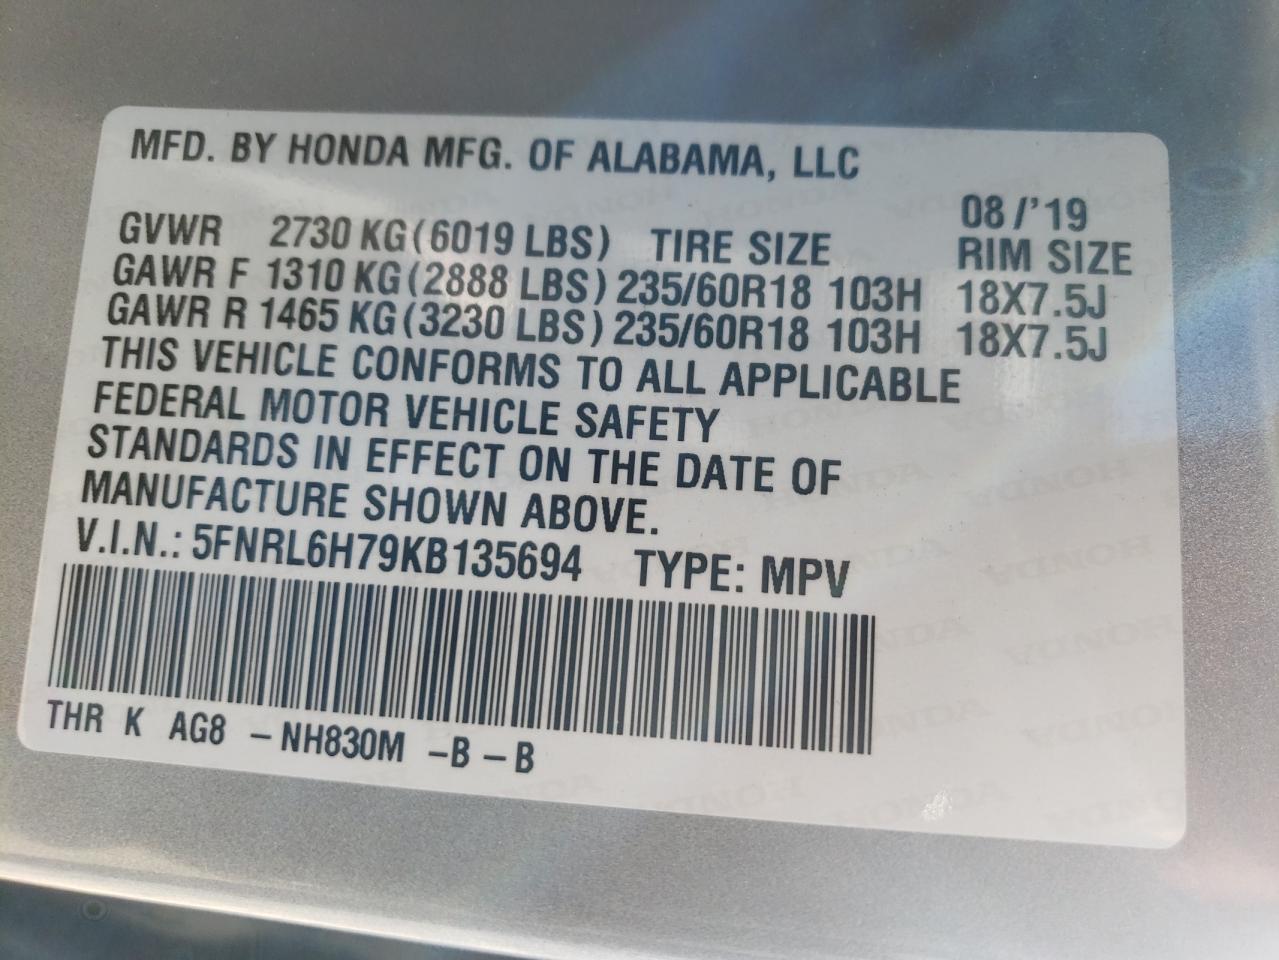 MFD. BY HONDA MFG. OF ALABAMA, LLC
08/'19
GVWR 2730 KG(6019 LBS) TIRE SIZE RIM SIZE
GAWR F 1310 KG(2888 LBS) 235/60R18 103H 18X7.5J
GAWR R 1465 KG(3230 LBS) 235/60R18 103H 18X7.5J
THIS VEHICLE CONFORMS TO ALL APPLICABLE
FEDERAL MOTOR VEHICLE SAFETY
STANDARDS IN EFFECT ON THE DATE OF
MANUFACTURE SHOWN ABOVE.
V.I.N.: 5FNRL6H79KB135694 TYPE: MPV
THR K AG8 -NH830M -B-B